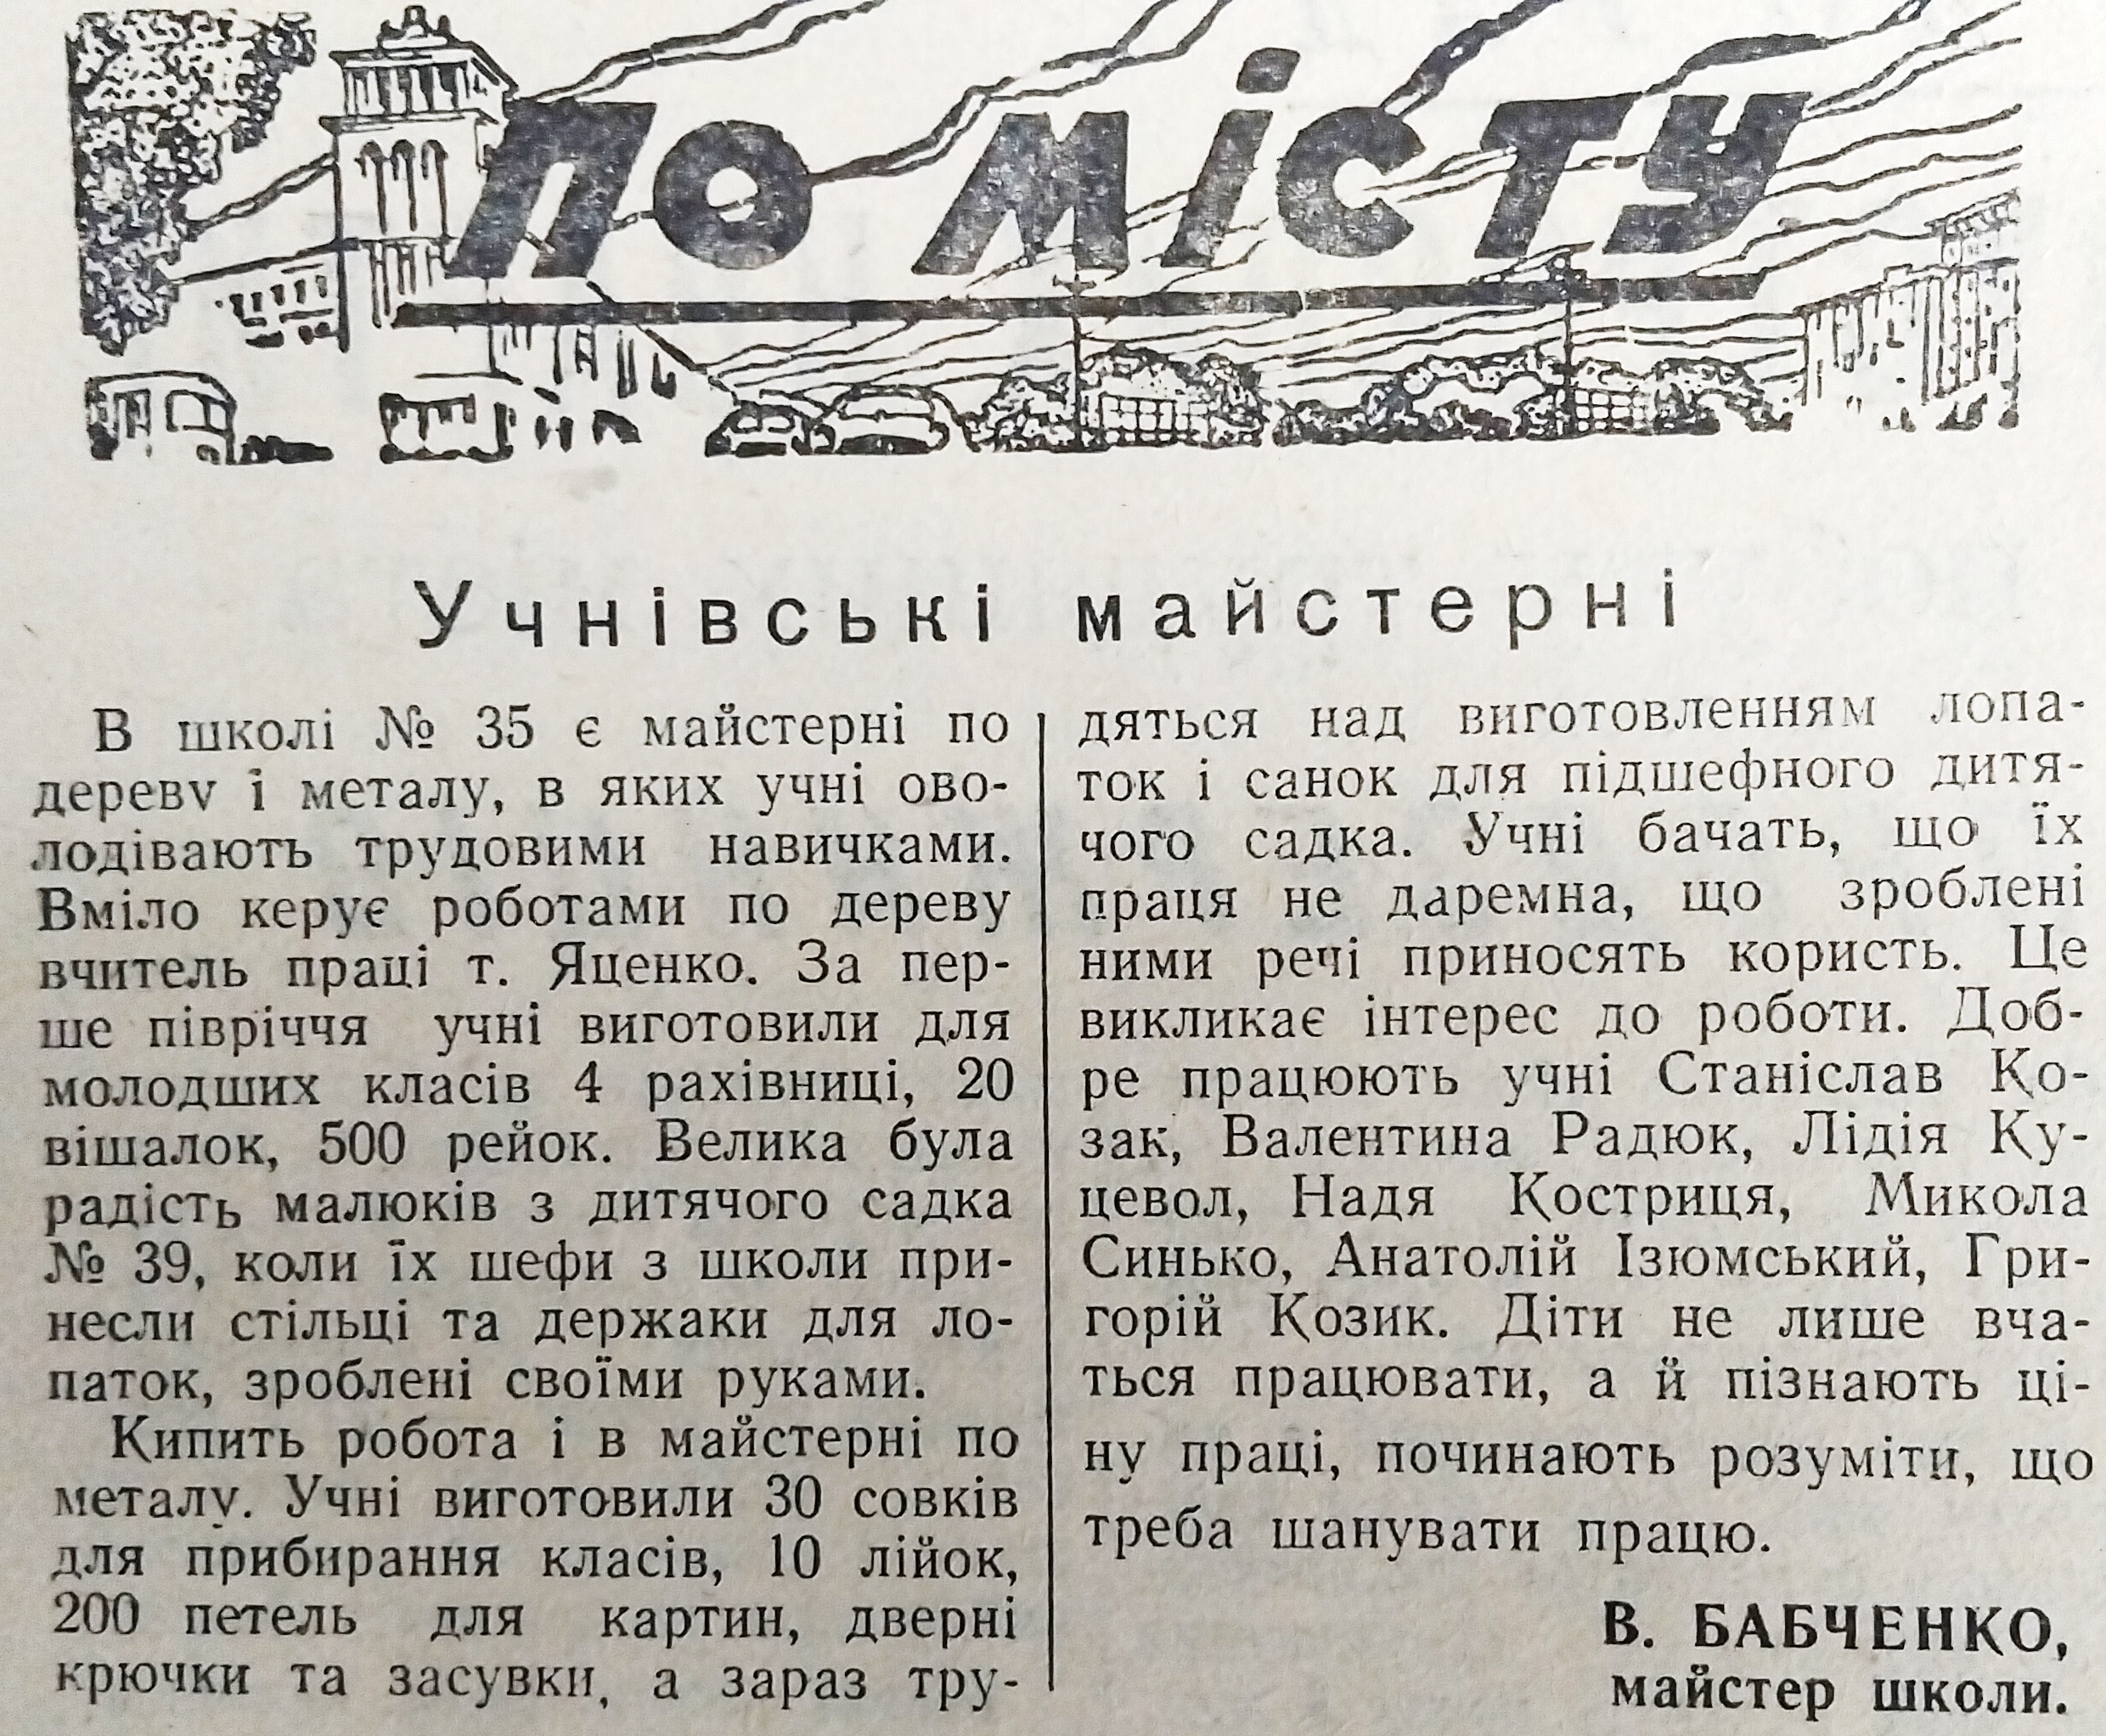 По місту
Учнівські майстерні
В школі № 35 є майстерні по
дереву і металу, в яких учні ово-
лодівають трудовими навичками.
Вміло керує роботами по дереву
вчитель праці т. Яценко. За пер-
ше півріччя учні виготовили для
молодших класів 4 рахівниці, 20
вішалок, 500 рейок. Велика була
радість малюків з дитячого садка
№ 39, коли їх шефи з школи при-
несли стільці та держаки для ло-
паток, зроблені своїми руками.
Кипить робота і в майстерні по
металу. Учні виготовили 30 совків
для прибирання класів, 10 лійок,
200 петель для картин, дверні
крючки та засувки, а зараз тру-
дяться над виготовленням лопа-
ток і санок для підшефного дитя-
чого садка. Учні бачать, що їх
праця не даремна, що зроблені
ними речі приносять користь. Це
викликає інтерес до роботи. Доб-
ре працюють учні Станіслав Ко-
зак, Валентина Радюк, Лідія Ку-
цевол, Надя Костриця, Микола
Синько, Анатолій Ізюмський, Гри-
горій Козик. Діти не лише вча-
ться працювати, а й пізнають ці-
ну праці, починають розуміти, що
треба шанувати працю.
В. БАБЧЕНКО,
майстер школи.